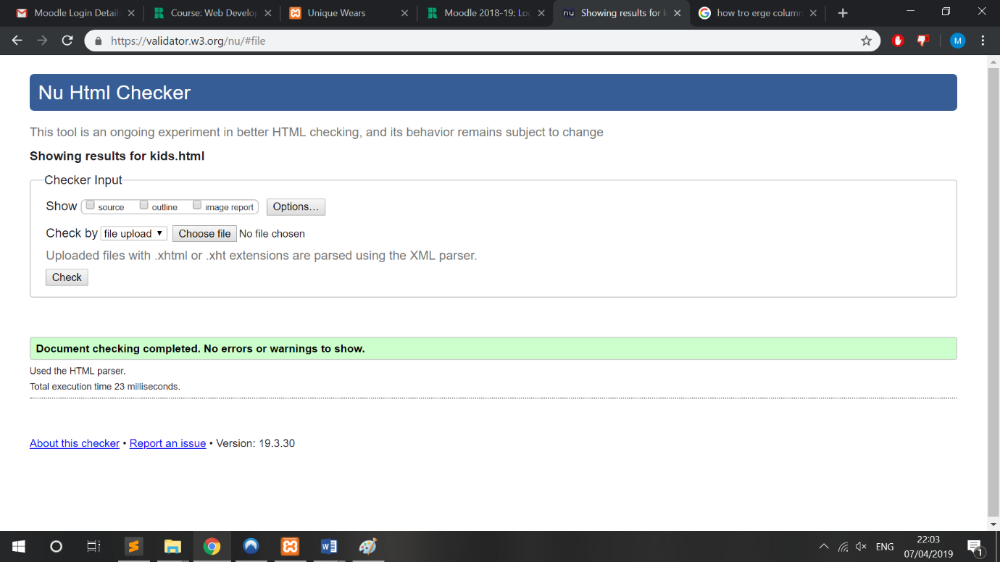 Moodle Login Detail
Course: Web Develop
Unique Wears
Moodle 2018-19: Lo
nu Showing results for k
how tro erge column
https://validator.w3.org/nu/#file
M
Nu Html Checker
This tool is an ongoing experiment in better HTML checking, and its behavior remains subject to change
Showing results for kids.html
Checker Input
Show source outline image report Options...
Check by file upload Choose file No file chosen
Uploaded files with .xhtml or .xht extensions are parsed using the XML parser.
Check
Document checking completed. No errors or warnings to show.
Used the HTML parser.
Total execution time 23 milliseconds.
About this checker • Report an issue • Version: 19.3.30
ENG
22:03
07/04/2019
1